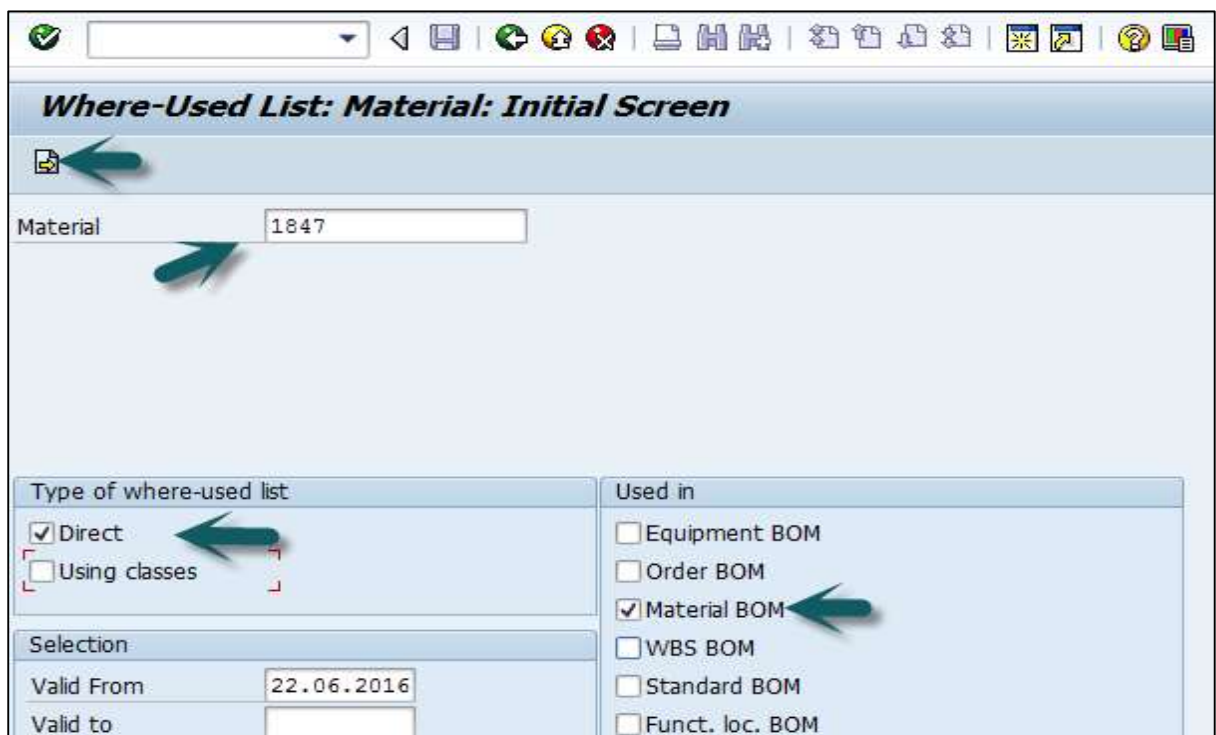 Where-Used List: Material: Initial Screen
Material 1847
Type of where-used list
Direct
Using classes
Selection
Valid From 22.06.2016
Valid to
Used in
Equipment BOM
Order BOM
Material BOM
WBS BOM
Standard BOM
Funct. loc. BOM